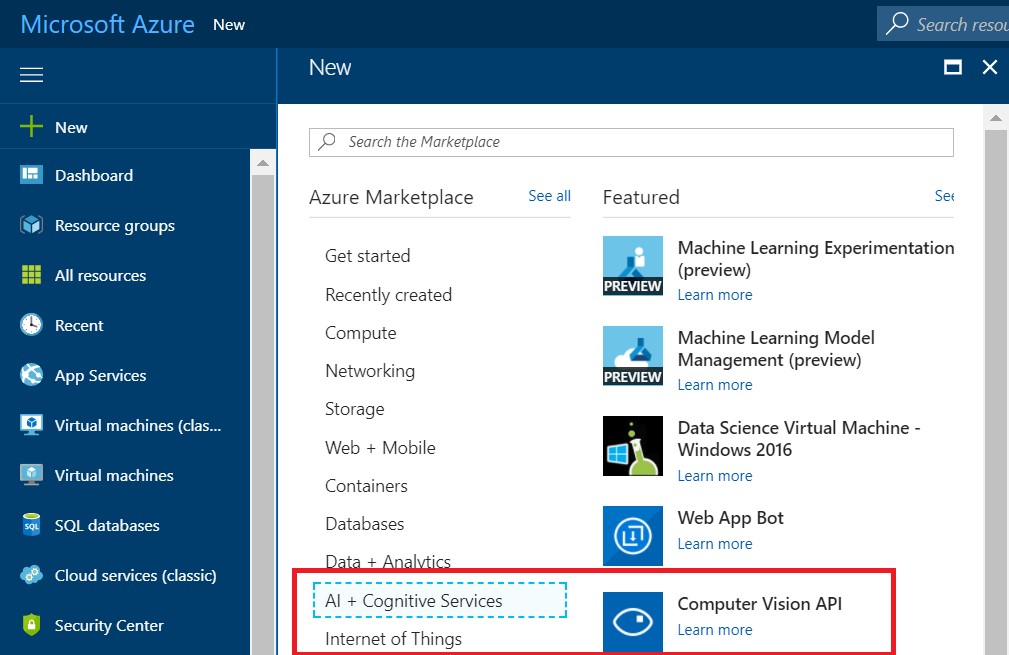 Microsoft Azure New
Search resou
New
New
Dashboard
Resource groups
All resources
Recent
App Services
Virtual machines (clas...
Virtual machines
SQL
SQL databases
Cloud services (classic)
Security Center
Search the Marketplace
Azure Marketplace See all
Get started
Recently created
Compute
Networking
Storage
Web + Mobile
Containers
Databases
Data + Analytics
AI + Cognitive Services
Internet of Things
Featured See
PREVIEW
Machine Learning Experimentation
(preview)
Learn more
PREVIEW
Machine Learning Model
Management (preview)
Learn more
Data Science Virtual Machine -
Windows 2016
Learn more
Web App Bot
Learn more
Computer Vision API
Learn more